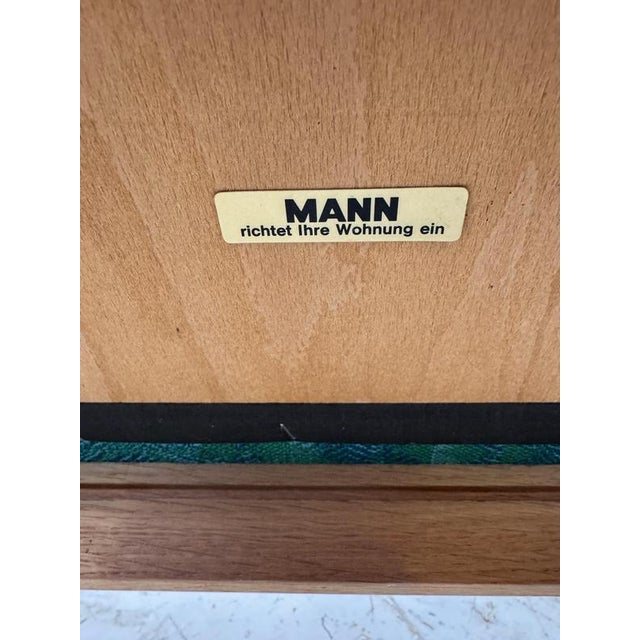 MANN
richtet Ihre Wohnung ein